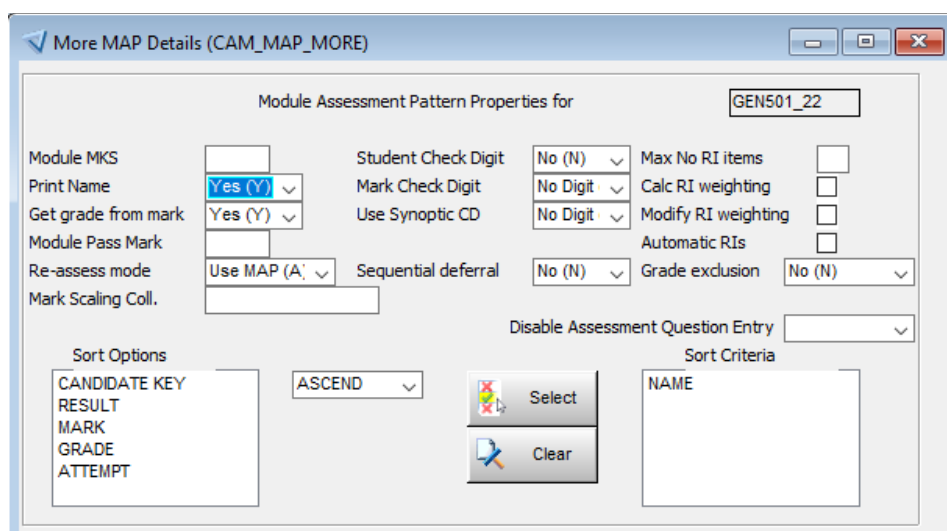 More MAP Details (CAM_MAP_MORE)
Module Assessment Pattern Properties for GEN501_22
Module MKS Student Check Digit No (N) Max No RI items
Print Name Yes (Y) Mark Check Digit No Digit Calc RI weighting
Get grade from mark Yes (Y) Use Synoptic CD No Digit Modify RI weighting
Module Pass Mark Automatic RIs
Re-assess mode Use MAP (A) Sequential deferral No (N) Grade exclusion No (N)
Mark Scaling Coll.
Disable Assessment Question Entry
Sort Options Sort Criteria
CANDIDATE KEY ASCEND Select NAME
RESULT
MARK
GRADE Clear
ATTEMPT